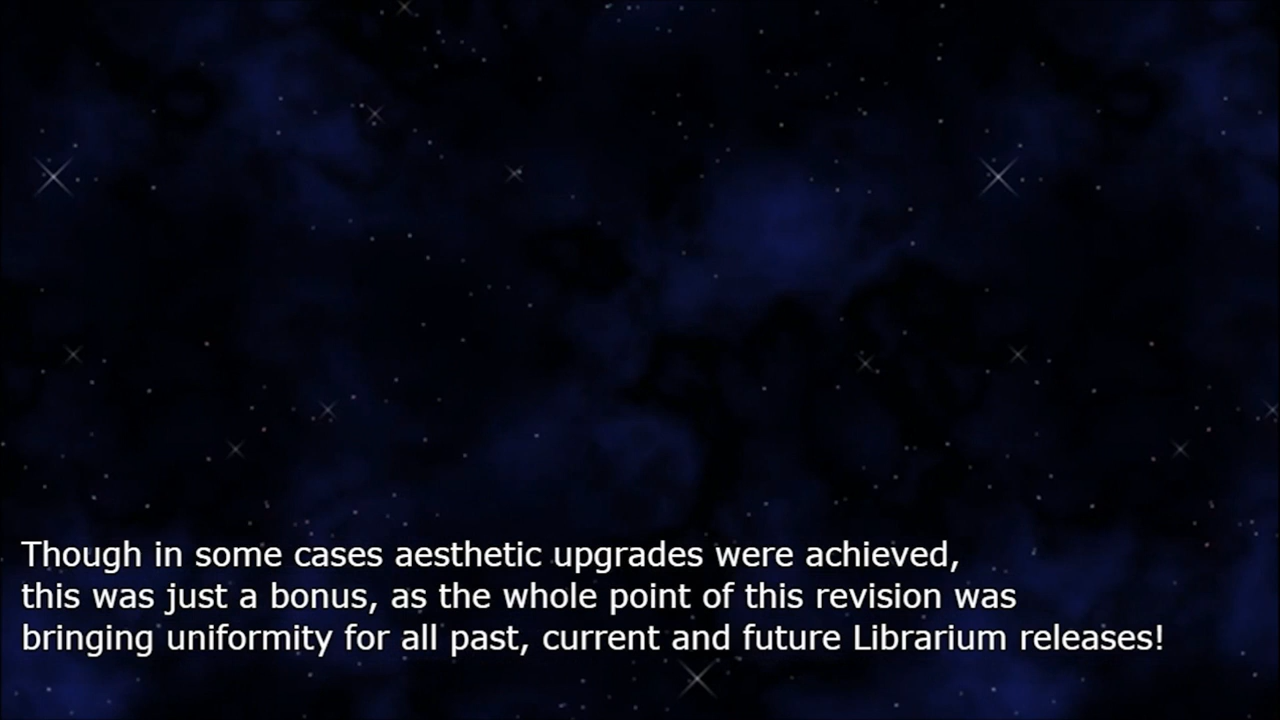 Though in some cases aesthetic upgrades were achieved,
this was just a bonus, as the whole point of this revision was
bringing uniformity for all past, current and future Librarium releases!